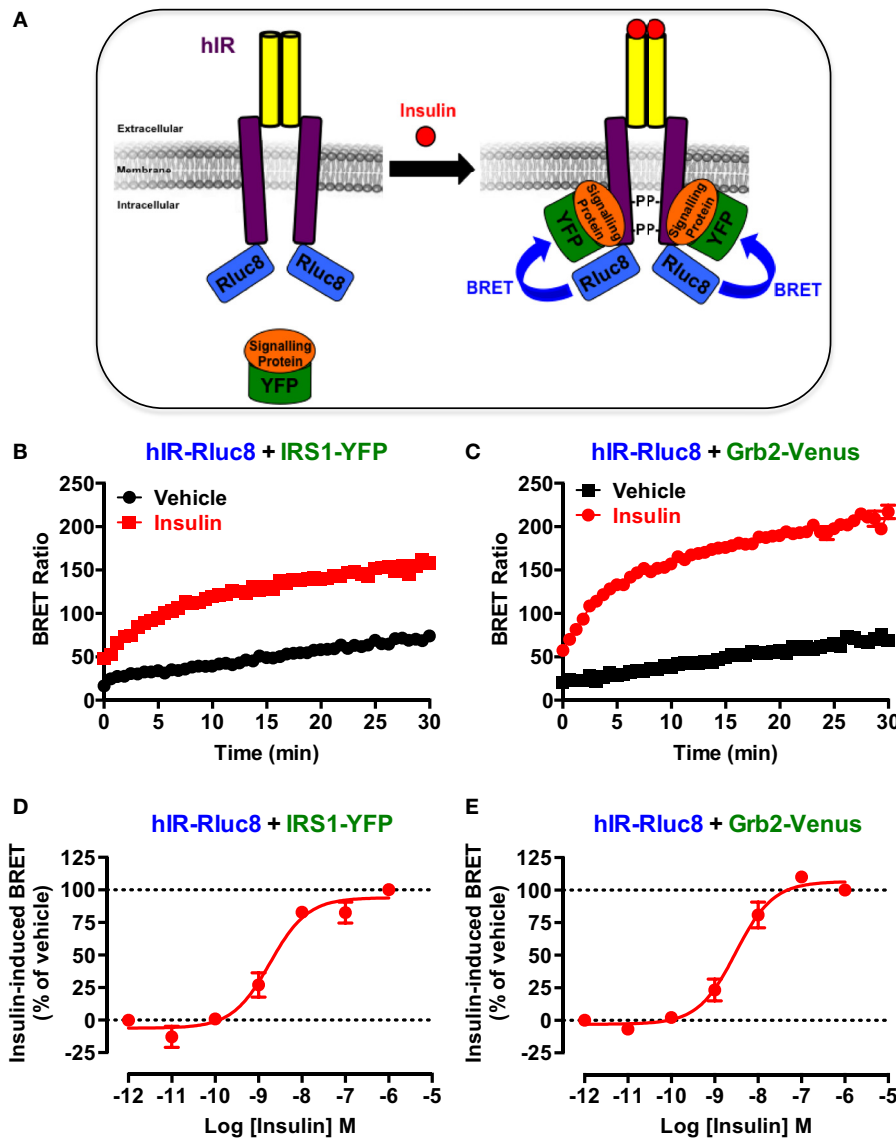 A
hIR
Insulin
Extracellular
Membrane
Intracellular
Rluc8
Rluc8
Signalling
Protein
YFP
Signalling
Protein
YFP
-PP-
-PP-
Signalling
Protein
YFP
Rluc8
Rluc8
BRET
BRET
B
hIR-Rluc8 + IRS1-YFP
Vehicle
Insulin
BRET Ratio
250
200
150
100
50
0
0 5 10 15 20 25 30
Time (min)
C
hIR-Rluc8 + Grb2-Venus
Vehicle
Insulin
BRET Ratio
250
200
150
100
50
0
0 5 10 15 20 25 30
Time (min)
D
hIR-Rluc8 + IRS1-YFP
Insulin-induced BRET
(% of vehicle)
125
100
75
50
25
0
-25
-12 -11 -10 -9 -8 -7 -6 -5
Log [Insulin] M
E
hIR-Rluc8 + Grb2-Venus
Insulin-induced BRET
(% of vehicle)
125
100
75
50
25
0
-25
-12 -11 -10 -9 -8 -7 -6 -5
Log [Insulin] M